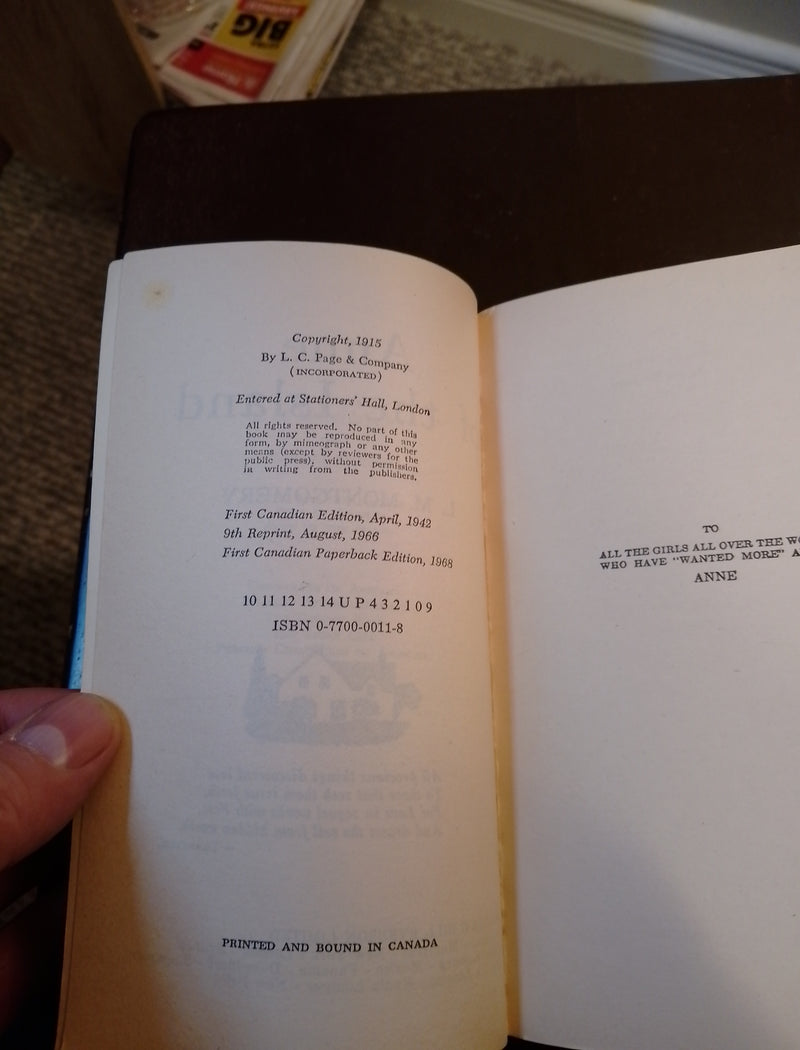 BIG
Copyright, 1915
By L. C. Page & Company
(INCORPORATED)
Entered at Stationers' Hall, London
All rights reserved. No part of this
book may be reproduced in any
form, by mimeograph or any other
means (except by reviewers for the
public press), without permission
in writing from the publishers.
First Canadian Edition, April, 1942
9th Reprint, August, 1966
First Canadian Paperback Edition, 1968
10 11 12 13 14 U P 4 3 2 1 0 9
ISBN 0-7700-0011-8
PRINTED AND BOUND IN CANADA
TO
ALL THE GIRLS ALL OVER THE WO
WHO HAVE "WANTED MORE" A
ANNE